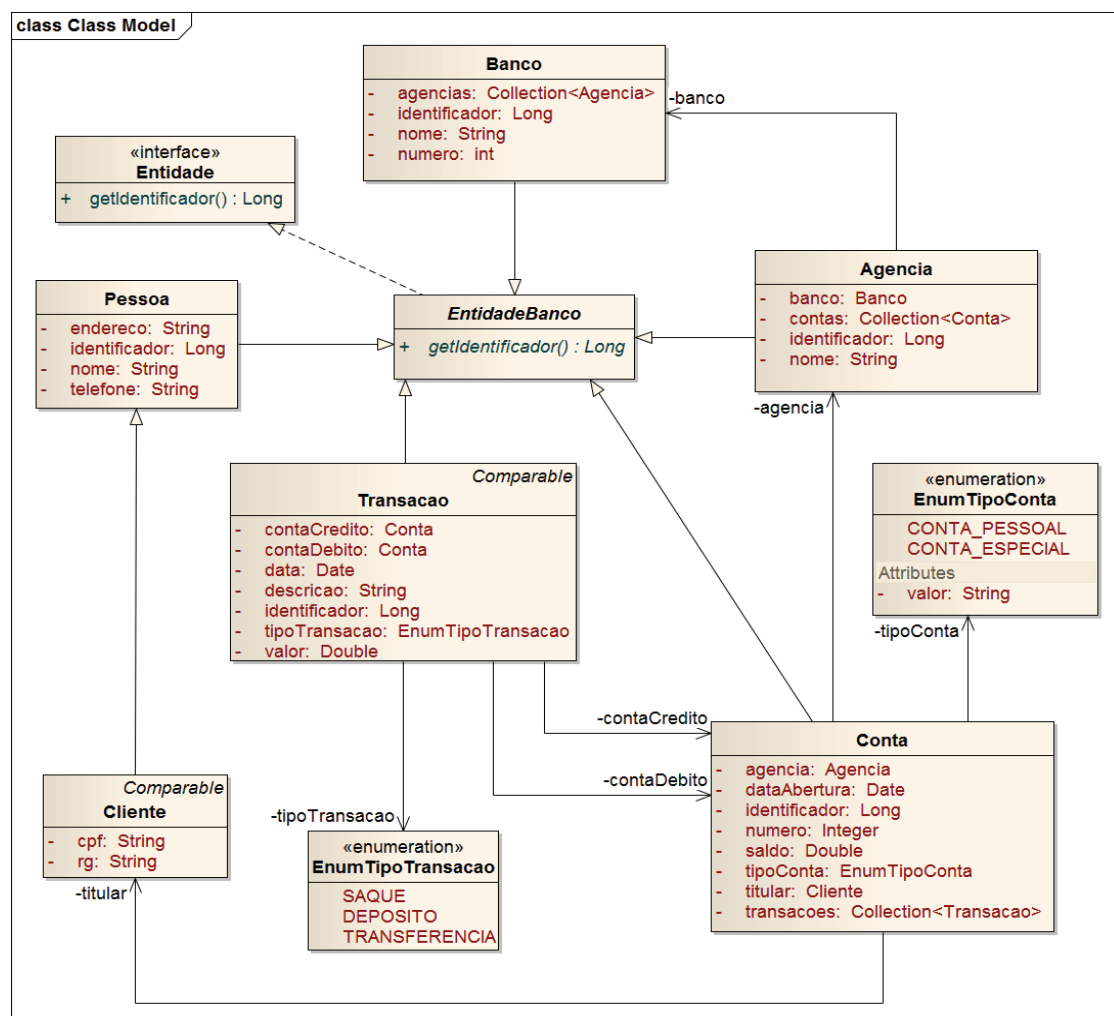 class Class Model
Banco
- agencias: Collection<Agencia>
- identificador: Long
- nome: String
- numero: int
-banco
«interface»
Entidade
+ getIdentificador() : Long
Pessoa
- endereco: String
- identificador: Long
- nome: String
- telefone: String
EntidadeBanco
+ getIdentificador() : Long
Agencia
- banco: Banco
- contas: Collection<Conta>
- identificador: Long
- nome: String
-agencia
Comparable
Transacao
- contaCredito: Conta
- contaDebito: Conta
- data: Date
- descricao: String
- identificador: Long
- tipoTransacao: EnumTipoTransacao
- valor: Double
«enumeration»
EnumTipoConta
CONTA_PESSOAL
CONTA_ESPECIAL
Attributes
- valor: String
-tipoConta
-contaCredito
-contaDebito
Conta
- agencia: Agencia
- dataAbertura: Date
- identificador: Long
- numero: Integer
- saldo: Double
- tipoConta: EnumTipoConta
- titular: Cliente
- transacoes: Collection<Transacao>
Comparable
Cliente
- cpf: String
- rg: String
-titular
-tipoTransacao
«enumeration»
EnumTipoTransacao
SAQUE
DEPOSITO
TRANSFERENCIA